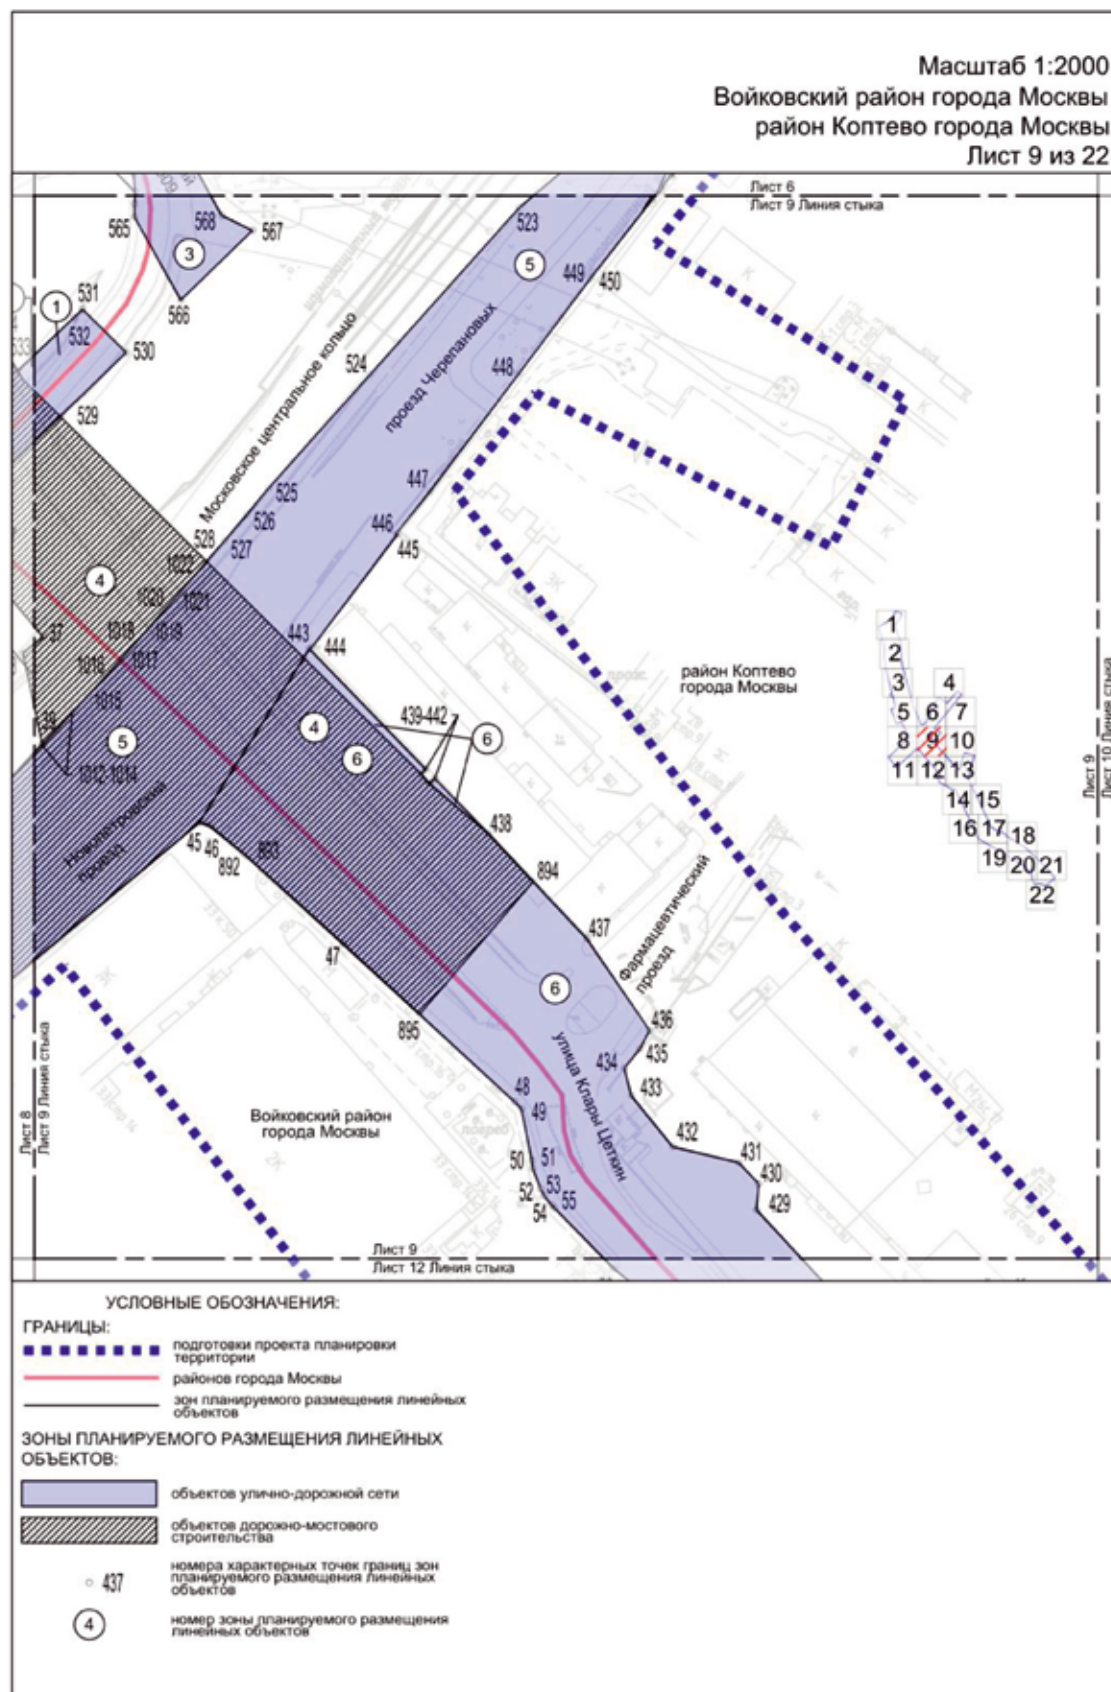 Масштаб 1:2000
Войковский район города Москвы
район Коптево города Москвы
Лист 9 из 22
Лист 6
Лист 9 Линия стыка
565
568
567
3
566
523
5
449
450
1
531
532
533
530
529
524
448
Московское центральное кольцо
проезд Черепановых
525
526
527
528
447
446
445
4
1022
1021
1020
1019
1018
1017
1016
1015
1012-1014
37
39
5
443
444
439-442
4
6
6
район Коптево
города Москвы
1
2
3
4
5
6
7
8
9
10
11
12
13
14
15
16
17
18
19
20
21
22
Лист 9
Лист 10 Линия стыка
Новопетровский
проезд
45
46
892
893
47
438
894
437
Фармацевтический
проезд
6
436
435
434
433
432
431
430
429
895
улица Клары Цеткин
48
49
50
51
52
53
54
55
Войковский район
города Москвы
Лист 8
Лист 9 Линия стыка
Лист 9
Лист 12 Линия стыка
УСЛОВНЫЕ ОБОЗНАЧЕНИЯ:
ГРАНИЦЫ:
подготовки проекта планировки
территории
районов города Москвы
зон планируемого размещения линейных
объектов
ЗОНЫ ПЛАНИРУЕМОГО РАЗМЕЩЕНИЯ ЛИНЕЙНЫХ
ОБЪЕКТОВ:
объектов улично-дорожной сети
объектов дорожно-мостового
строительства
437
номера характерных точек границ зон
планируемого размещения линейных
объектов
4
номер зоны планируемого размещения
линейных объектов